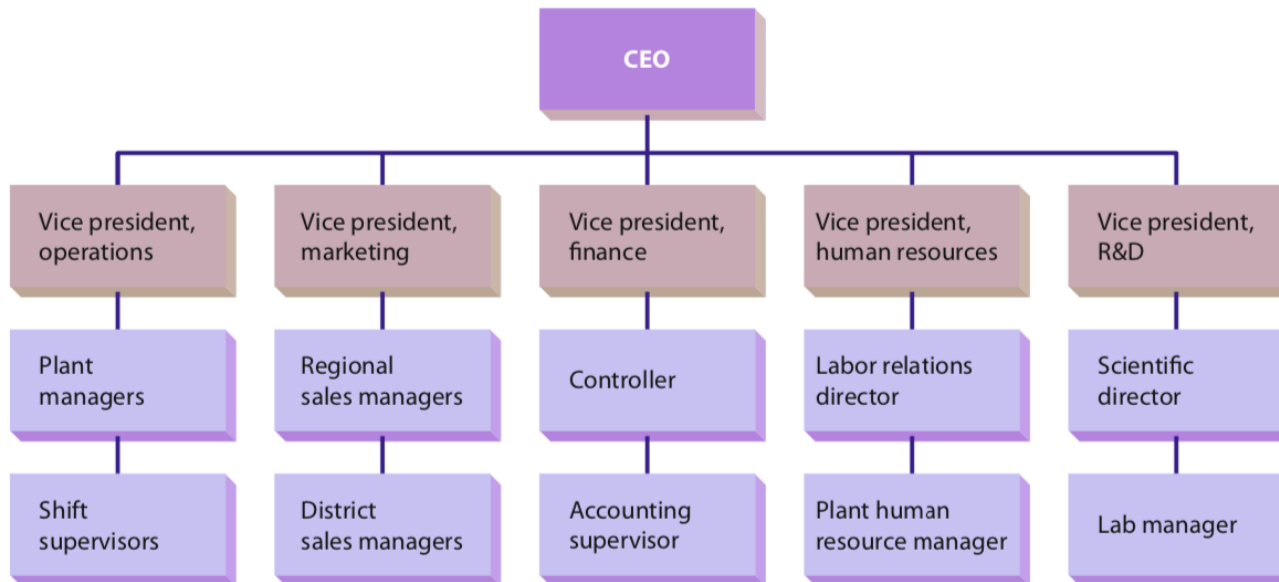 CEO
Vice president,
operations
Vice president,
marketing
Vice president,
finance
Vice president,
human resources
Vice president,
R&D
Plant
managers
Regional
sales managers
Controller
Labor relations
director
Scientific
director
Shift
supervisors
District
sales managers
Accounting
supervisor
Plant human
resource manager
Lab manager